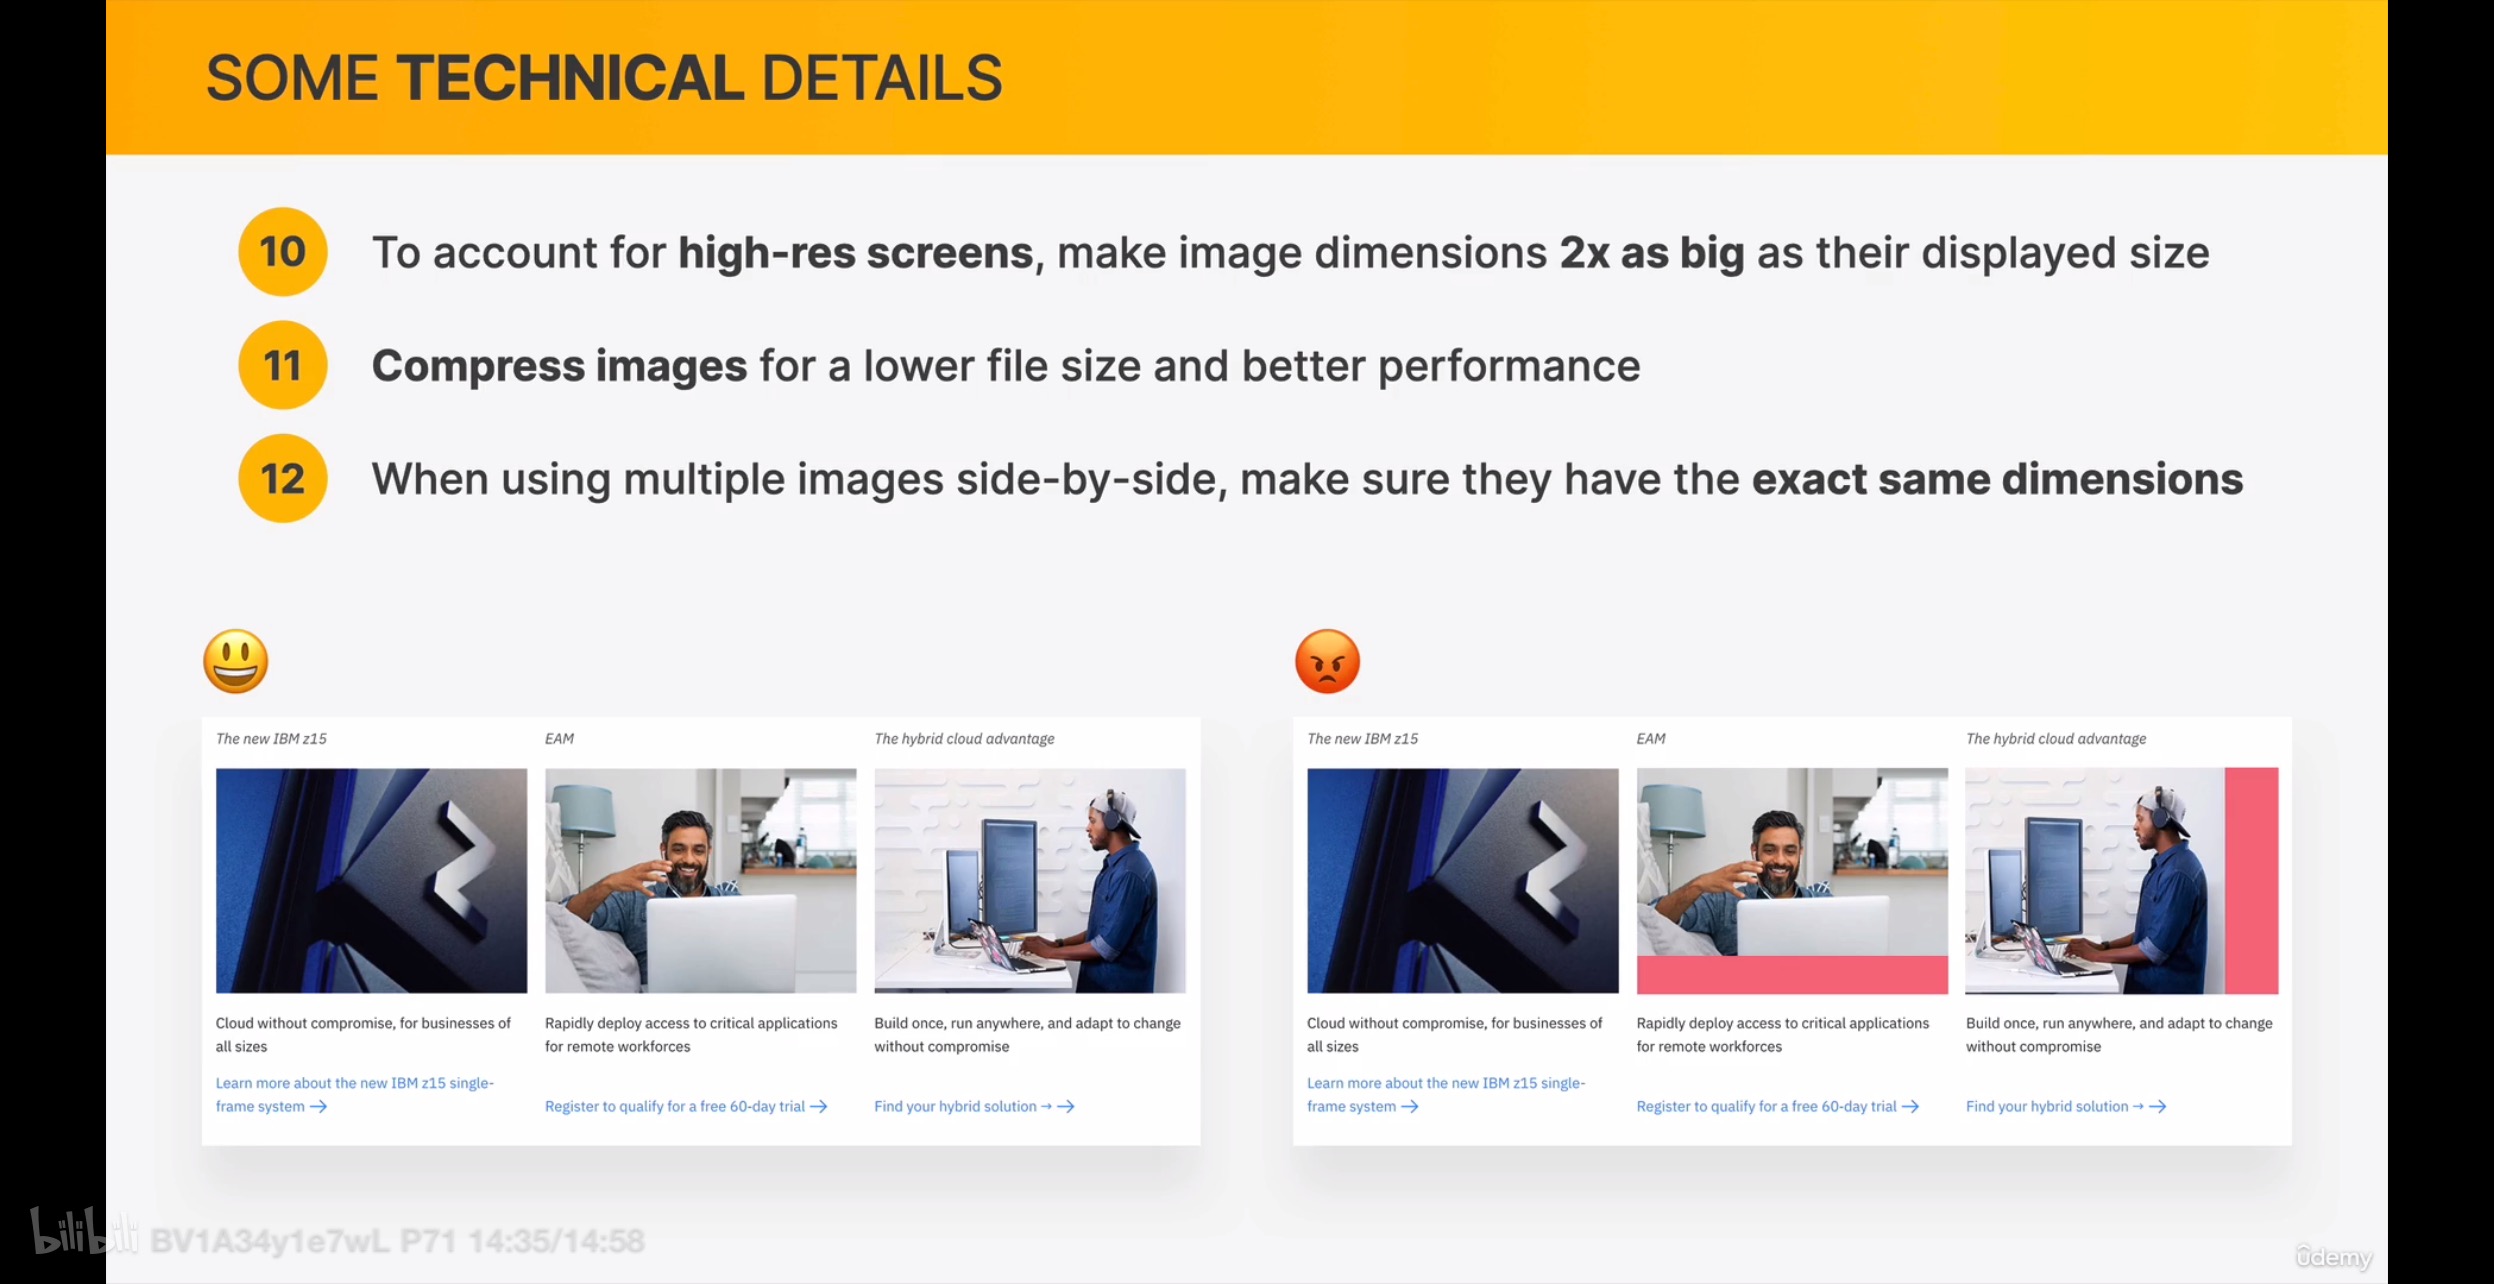 SOME TECHNICAL DETAILS
10 To account for high-res screens, make image dimensions 2x as big as their displayed size
11 Compress images for a lower file size and better performance
12 When using multiple images side-by-side, make sure they have the exact same dimensions
The new IBM z15
Cloud without compromise, for businesses of
all sizes
Learn more about the new IBM z15 single-
frame system →
EAM
Rapidly deploy access to critical applications
for remote workforces
Register to qualify for a free 60-day trial →
The hybrid cloud advantage
Build once, run anywhere, and adapt to change
without compromise
Find your hybrid solution → →
The new IBM z15
Cloud without compromise, for businesses of
all sizes
Learn more about the new IBM z15 single-
frame system →
EAM
Rapidly deploy access to critical applications
for remote workforces
Register to qualify for a free 60-day trial →
The hybrid cloud advantage
Build once, run anywhere, and adapt to change
without compromise
Find your hybrid solution → →
bilibili BV1A34y1e7wL P71 14:35/14:58
ûdemy